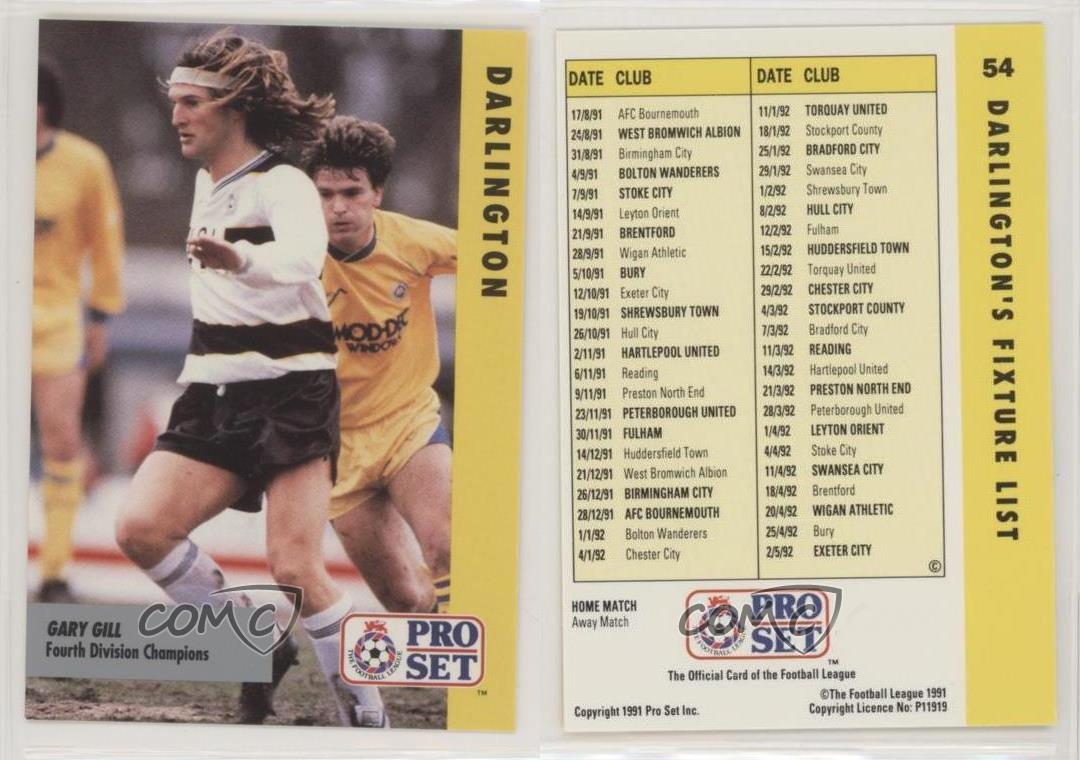 DARLINGTON
MOD-DEC
WINDOW
GARY GILL
Fourth Division Champions
COMC
THE FOOTBALL LEAGUE
PRO
SET
™
54 DARLINGTON'S FIXTURE LIST
DATE CLUB
17/8/91 AFC Bournemouth
24/8/91 WEST BROMWICH ALBION
31/8/91 Birmingham City
4/9/91 BOLTON WANDERERS
7/9/91 STOKE CITY
14/9/91 Leyton Orient
21/9/91 BRENTFORD
28/9/91 Wigan Athletic
5/10/91 BURY
12/10/91 Exeter City
19/10/91 SHREWSBURY TOWN
26/10/91 Hull City
2/11/91 HARTLEPOOL UNITED
6/11/91 Reading
9/11/91 Preston North End
23/11/91 PETERBOROUGH UNITED
30/11/91 FULHAM
14/12/91 Huddersfield Town
21/12/91 West Bromwich Albion
26/12/91 BIRMINGHAM CITY
28/12/91 AFC BOURNEMOUTH
1/1/92 Bolton Wanderers
4/1/92 Chester City
DATE CLUB
11/1/92 TORQUAY UNITED
18/1/92 Stockport County
25/1/92 BRADFORD CITY
29/1/92 Swansea City
1/2/92 Shrewsbury Town
8/2/92 HULL CITY
12/2/92 Fulham
15/2/92 HUDDERSFIELD TOWN
22/2/92 Torquay United
29/2/92 CHESTER CITY
4/3/92 STOCKPORT COUNTY
7/3/92 Bradford City
11/3/92 READING
14/3/92 Hartlepool United
21/3/92 PRESTON NORTH END
28/3/92 Peterborough United
1/4/92 LEYTON ORIENT
4/4/92 Stoke City
11/4/92 SWANSEA CITY
18/4/92 Brentford
20/4/92 WIGAN ATHLETIC
25/4/92 Bury
2/5/92 EXETER CITY
©
HOME MATCH
Away Match
COMC
THE FOOTBALL LEAGUE
PRO
SET
™
The Official Card of the Football League
©The Football League 1991
Copyright 1991 Pro Set Inc.
Copyright Licence No: P11919